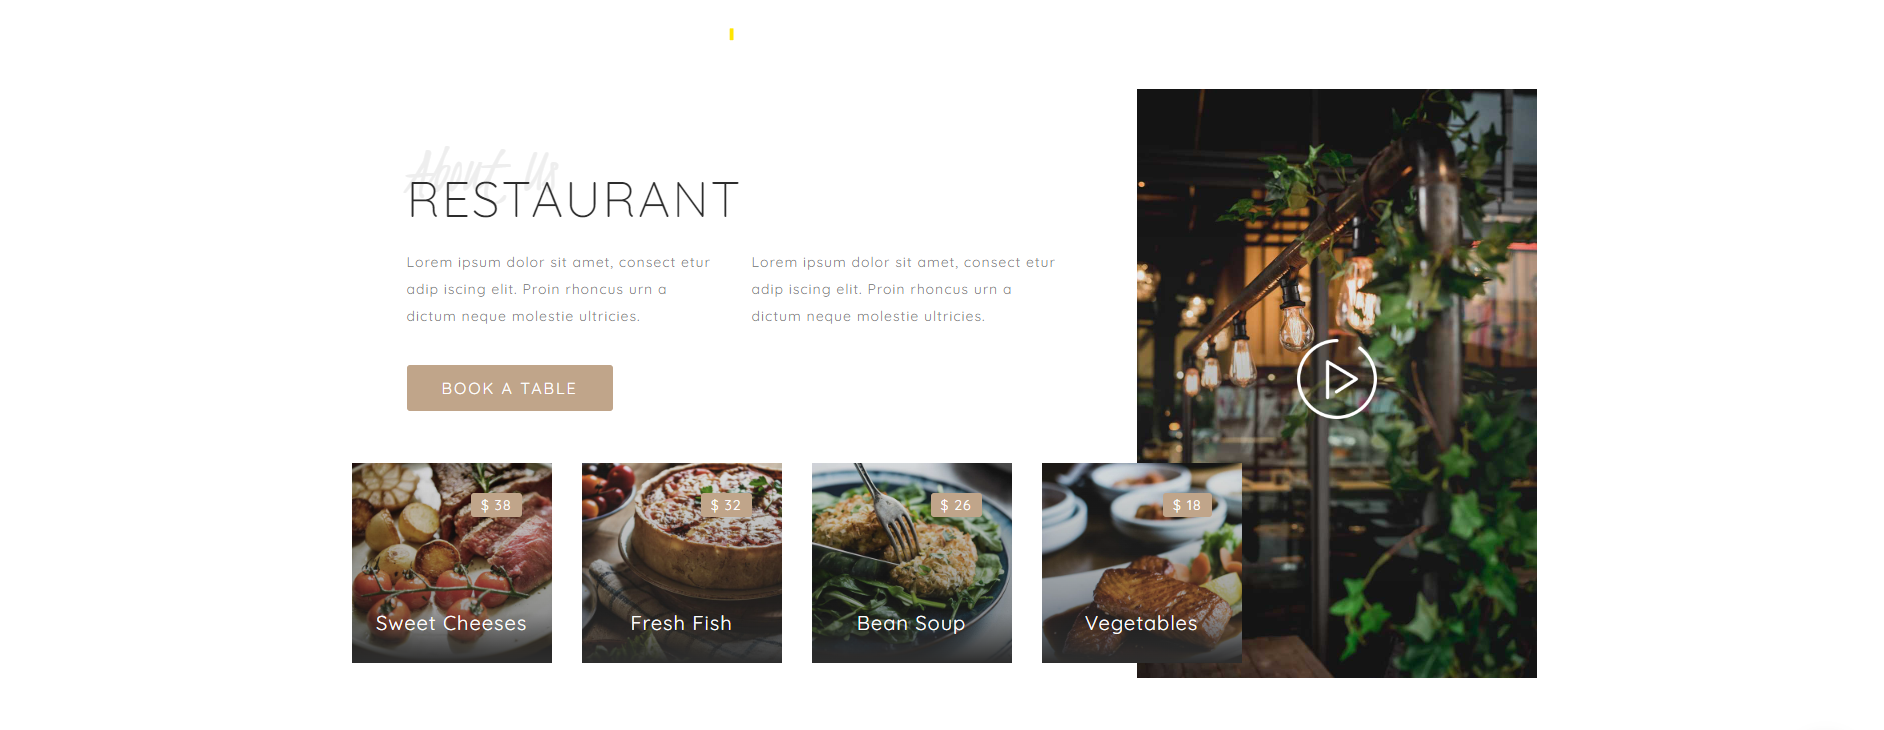 About Us
RESTAURANT
Lorem ipsum dolor sit amet, consect etur
adip iscing elit. Proin rhoncus urn a
dictum neque molestie ultricies.
Lorem ipsum dolor sit amet, consect etur
adip iscing elit. Proin rhoncus urn a
dictum neque molestie ultricies.
BOOK A TABLE
$ 38
Sweet Cheeses
$ 32
Fresh Fish
$ 26
Bean Soup
$ 18
Vegetables